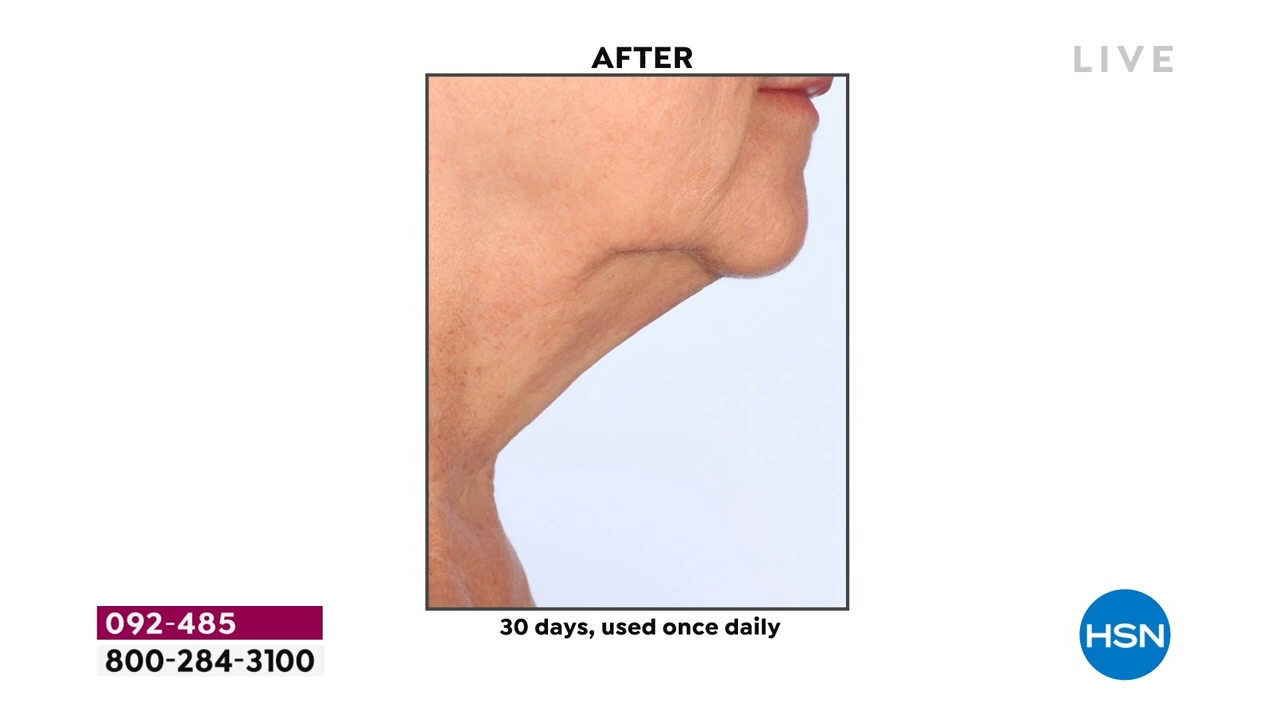 AFTER
LIVE
30 days, used once daily
092-485
800-284-3100
HSN